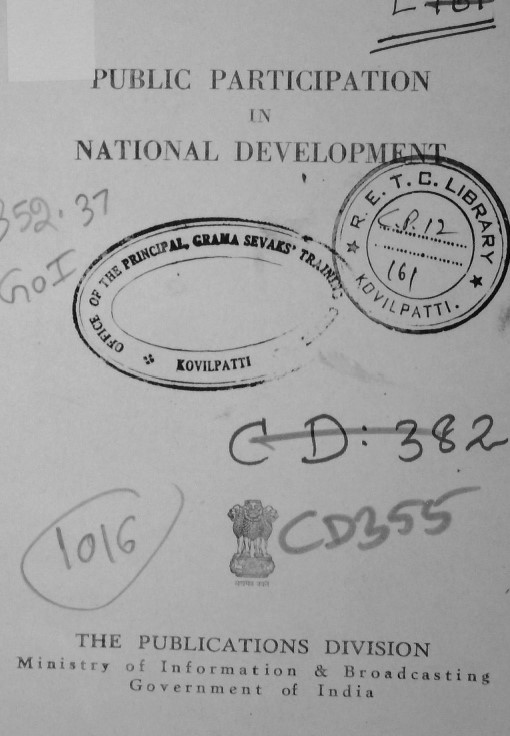 PUBLIC PARTICIPATION
IN
NATIONAL DEVELOPMENT
352.37
GoI
R. E. T. C. LIBRARY
C.P. 12
161
KOVILPATTI.
OFFICE OF THE PRINCIPAL, GRAMA SEVAKS' TRAINING
KOVILPATTI
CD: 382
1016
CD355
THE PUBLICATIONS DIVISION
Ministry of Information & Broadcasting
Government of India